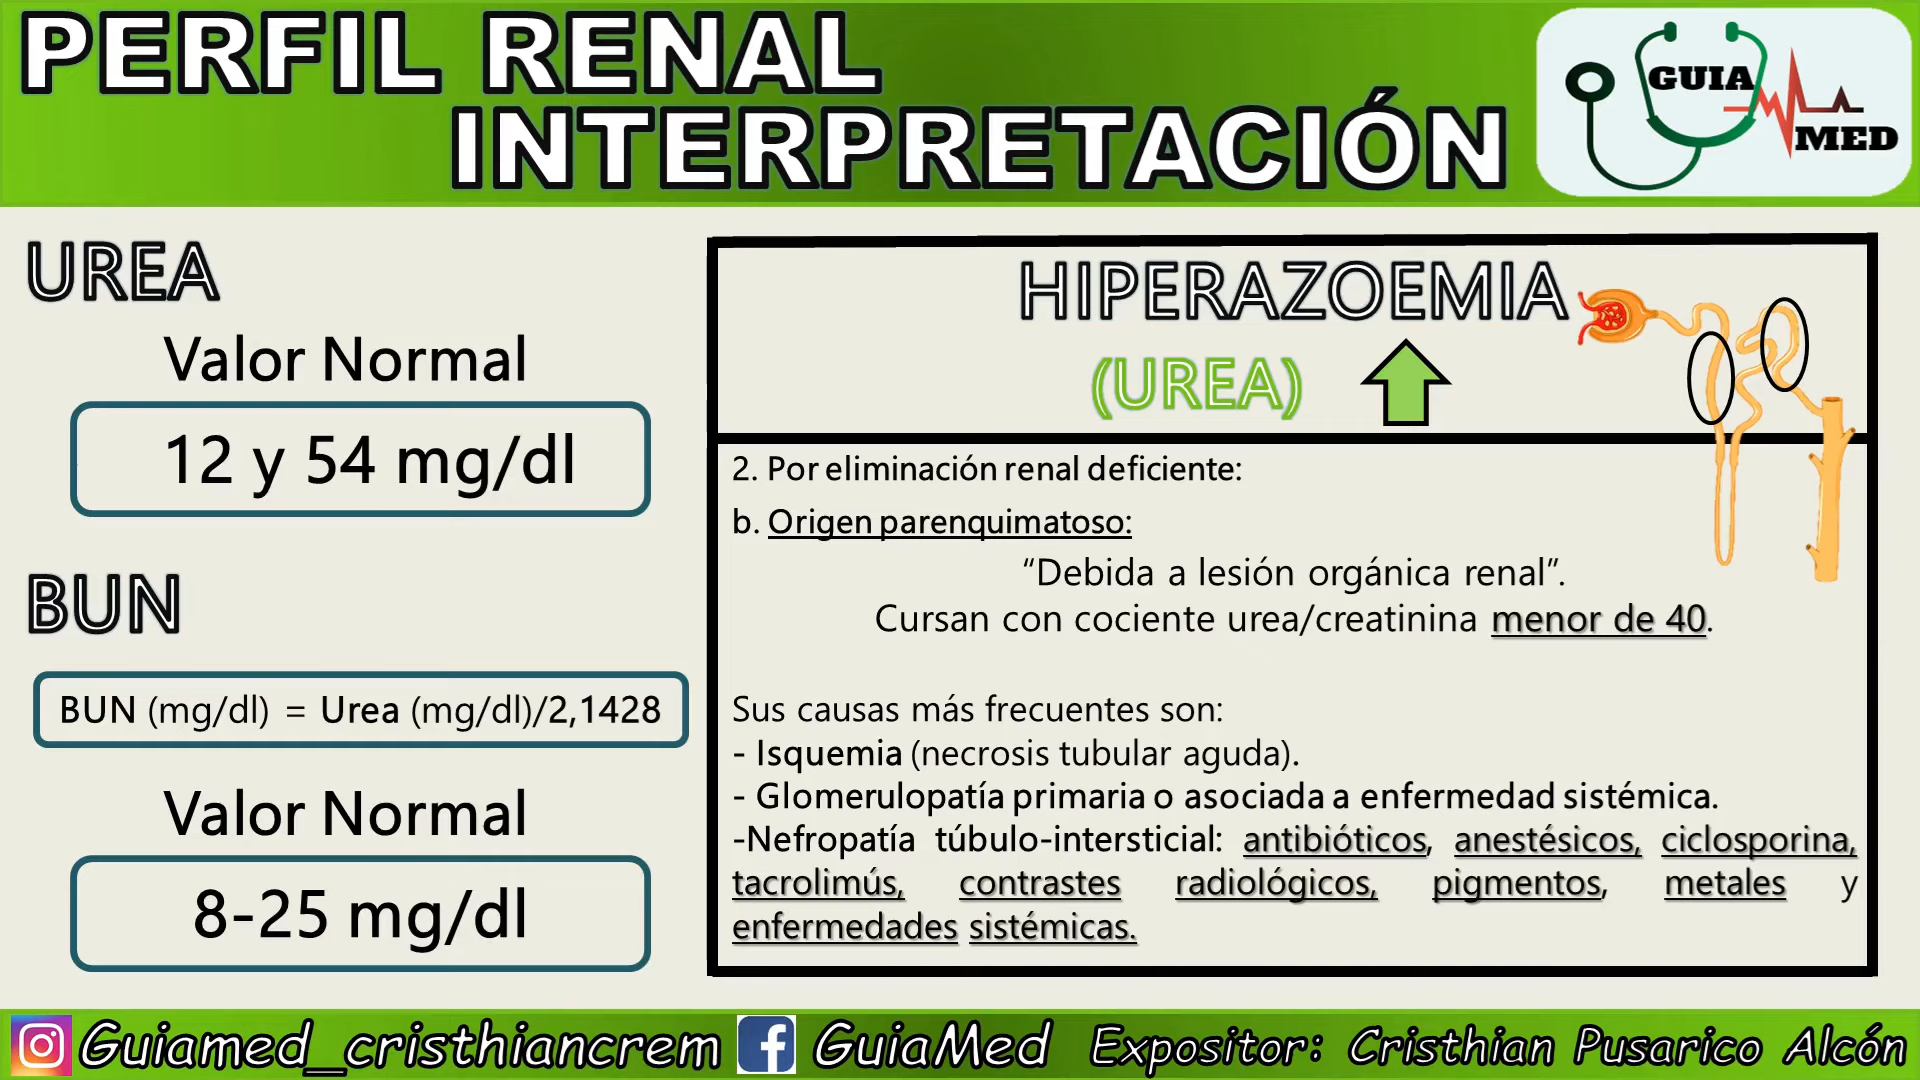 PERFIL RENAL
INTERPRETACIÓN
GUIA
MED
UREA
Valor Normal
12 y 54 mg/dl
BUN
BUN (mg/dl) = Urea (mg/dl)/2,1428
Valor Normal
8-25 mg/dl
HIPERAZOEMIA
(UREA)
2. Por eliminación renal deficiente:
b. Origen parenquimatoso:
“Debida a lesión orgánica renal”.
Cursan con cociente urea/creatinina menor de 40.
Sus causas más frecuentes son:
- Isquemia (necrosis tubular aguda).
- Glomerulopatía primaria o asociada a enfermedad sistémica.
-Nefropatía túbulo-intersticial: antibióticos, anestésicos, ciclosporina,
tacrolimús, contrastes radiológicos, pigmentos, metales y
enfermedades sistémicas.
Guiamed_cristhiancrem GuiaMed Expositor: Cristhian Pusarico Alcón